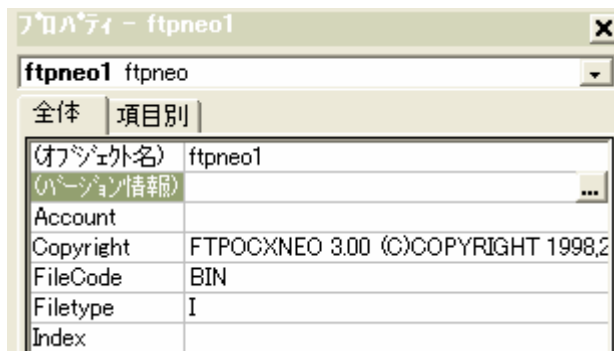 プロパティ - ftpneo1
ftpneo1 ftpneo
全体 項目別
(オブジェクト名) ftpneo1
(バージョン情報) ...
Account
Copyright FTPOCXNEO 3.00 (C)COPYRIGHT 1998,2
FileCode BIN
Filetype I
Index